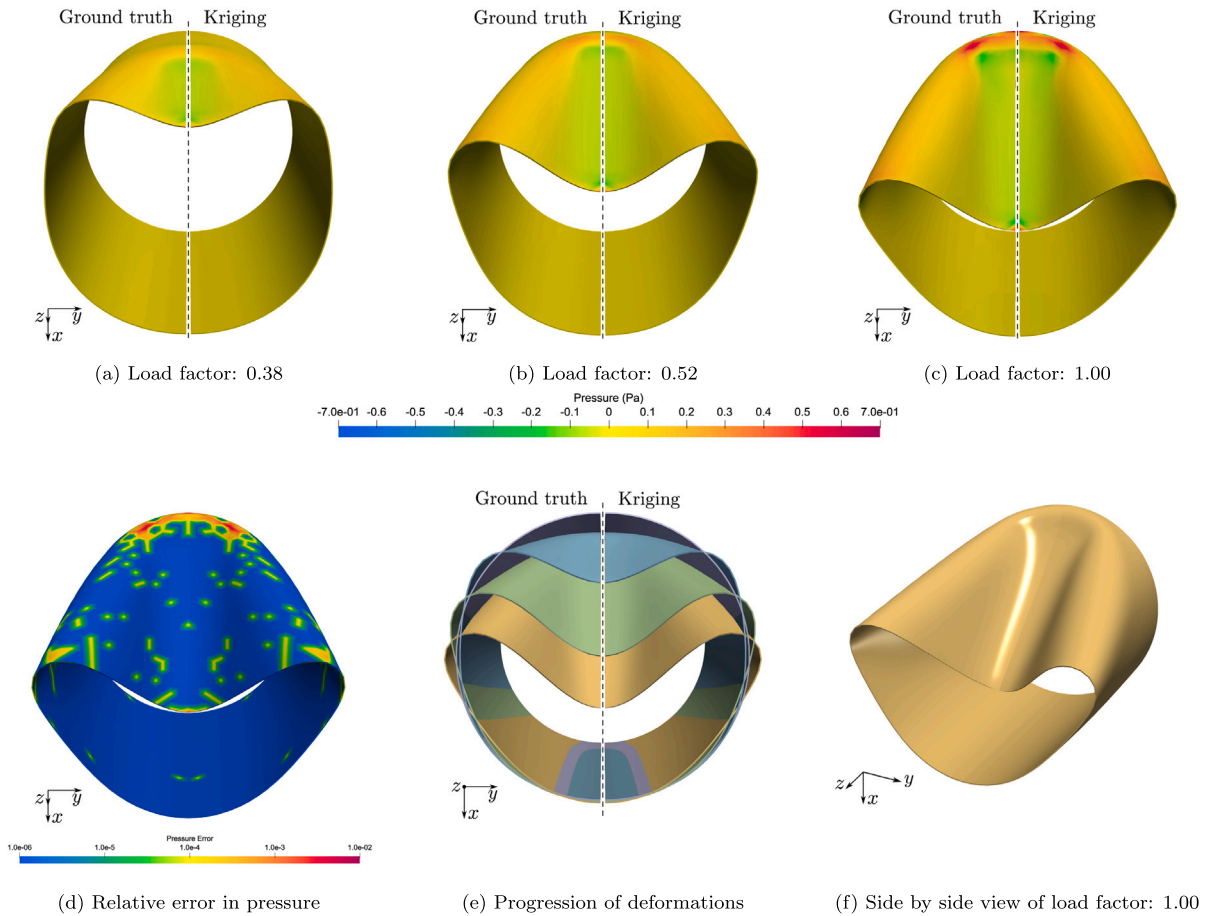 Ground truth Kriging
Ground truth Kriging
Ground truth Kriging
z y
x
z y
x
z y
x
(a) Load factor: 0.38
(b) Load factor: 0.52
(c) Load factor: 1.00
Pressure (Pa)
-7.0e-01 -0.6 -0.5 -0.4 -0.3 -0.2 -0.1 0 0.1 0.2 0.3 0.4 0.5 0.6 7.0e-01
Ground truth Kriging
z y
x
z y
x
z y
x
Pressure Error
1.0e-06 1.0e-5 1.0e-4 1.0e-3 1.0e-02
(d) Relative error in pressure
(e) Progression of deformations
(f) Side by side view of load factor: 1.00